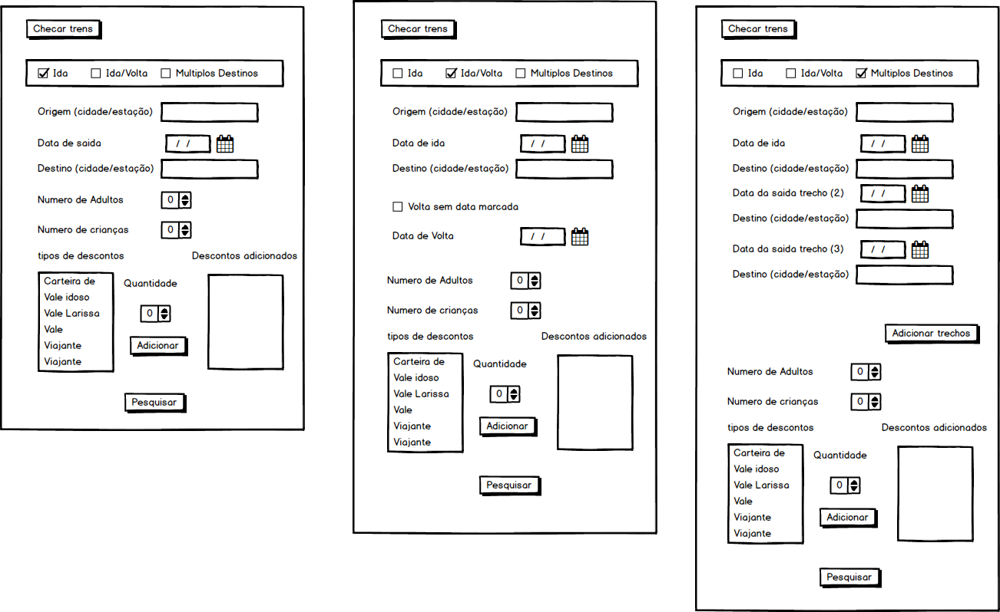 Checar trens
Ida Ida/Volta Multiplos Destinos
Origem (cidade/estação)
Data de saida / /
Destino (cidade/estação)
Numero de Adultos 0
Numero de crianças 0
tipos de descontos Descontos adicionados
Carteira de
Quantidade
Vale idoso
Vale Larissa 0
Vale
Viajante Adicionar
Viajante
Pesquisar
Checar trens
Ida Ida/Volta Multiplos Destinos
Origem (cidade/estação)
Data de ida / /
Destino (cidade/estação)
Volta sem data marcada
Data de Volta / /
Numero de Adultos 0
Numero de crianças 0
tipos de descontos Descontos adicionados
Carteira de
Quantidade
Vale idoso
Vale Larissa 0
Vale
Viajante Adicionar
Viajante
Pesquisar
Checar trens
Ida Ida/Volta Multiplos Destinos
Origem (cidade/estação)
Data de ida / /
Destino (cidade/estação)
Data da saida trecho (2) / /
Destino (cidade/estação)
Data da saida trecho (3) / /
Destino (cidade/estação)
Adicionar trechos
Numero de Adultos 0
Numero de crianças 0
tipos de descontos Descontos adicionados
Carteira de
Quantidade
Vale idoso
Vale Larissa 0
Vale
Viajante Adicionar
Viajante
Pesquisar